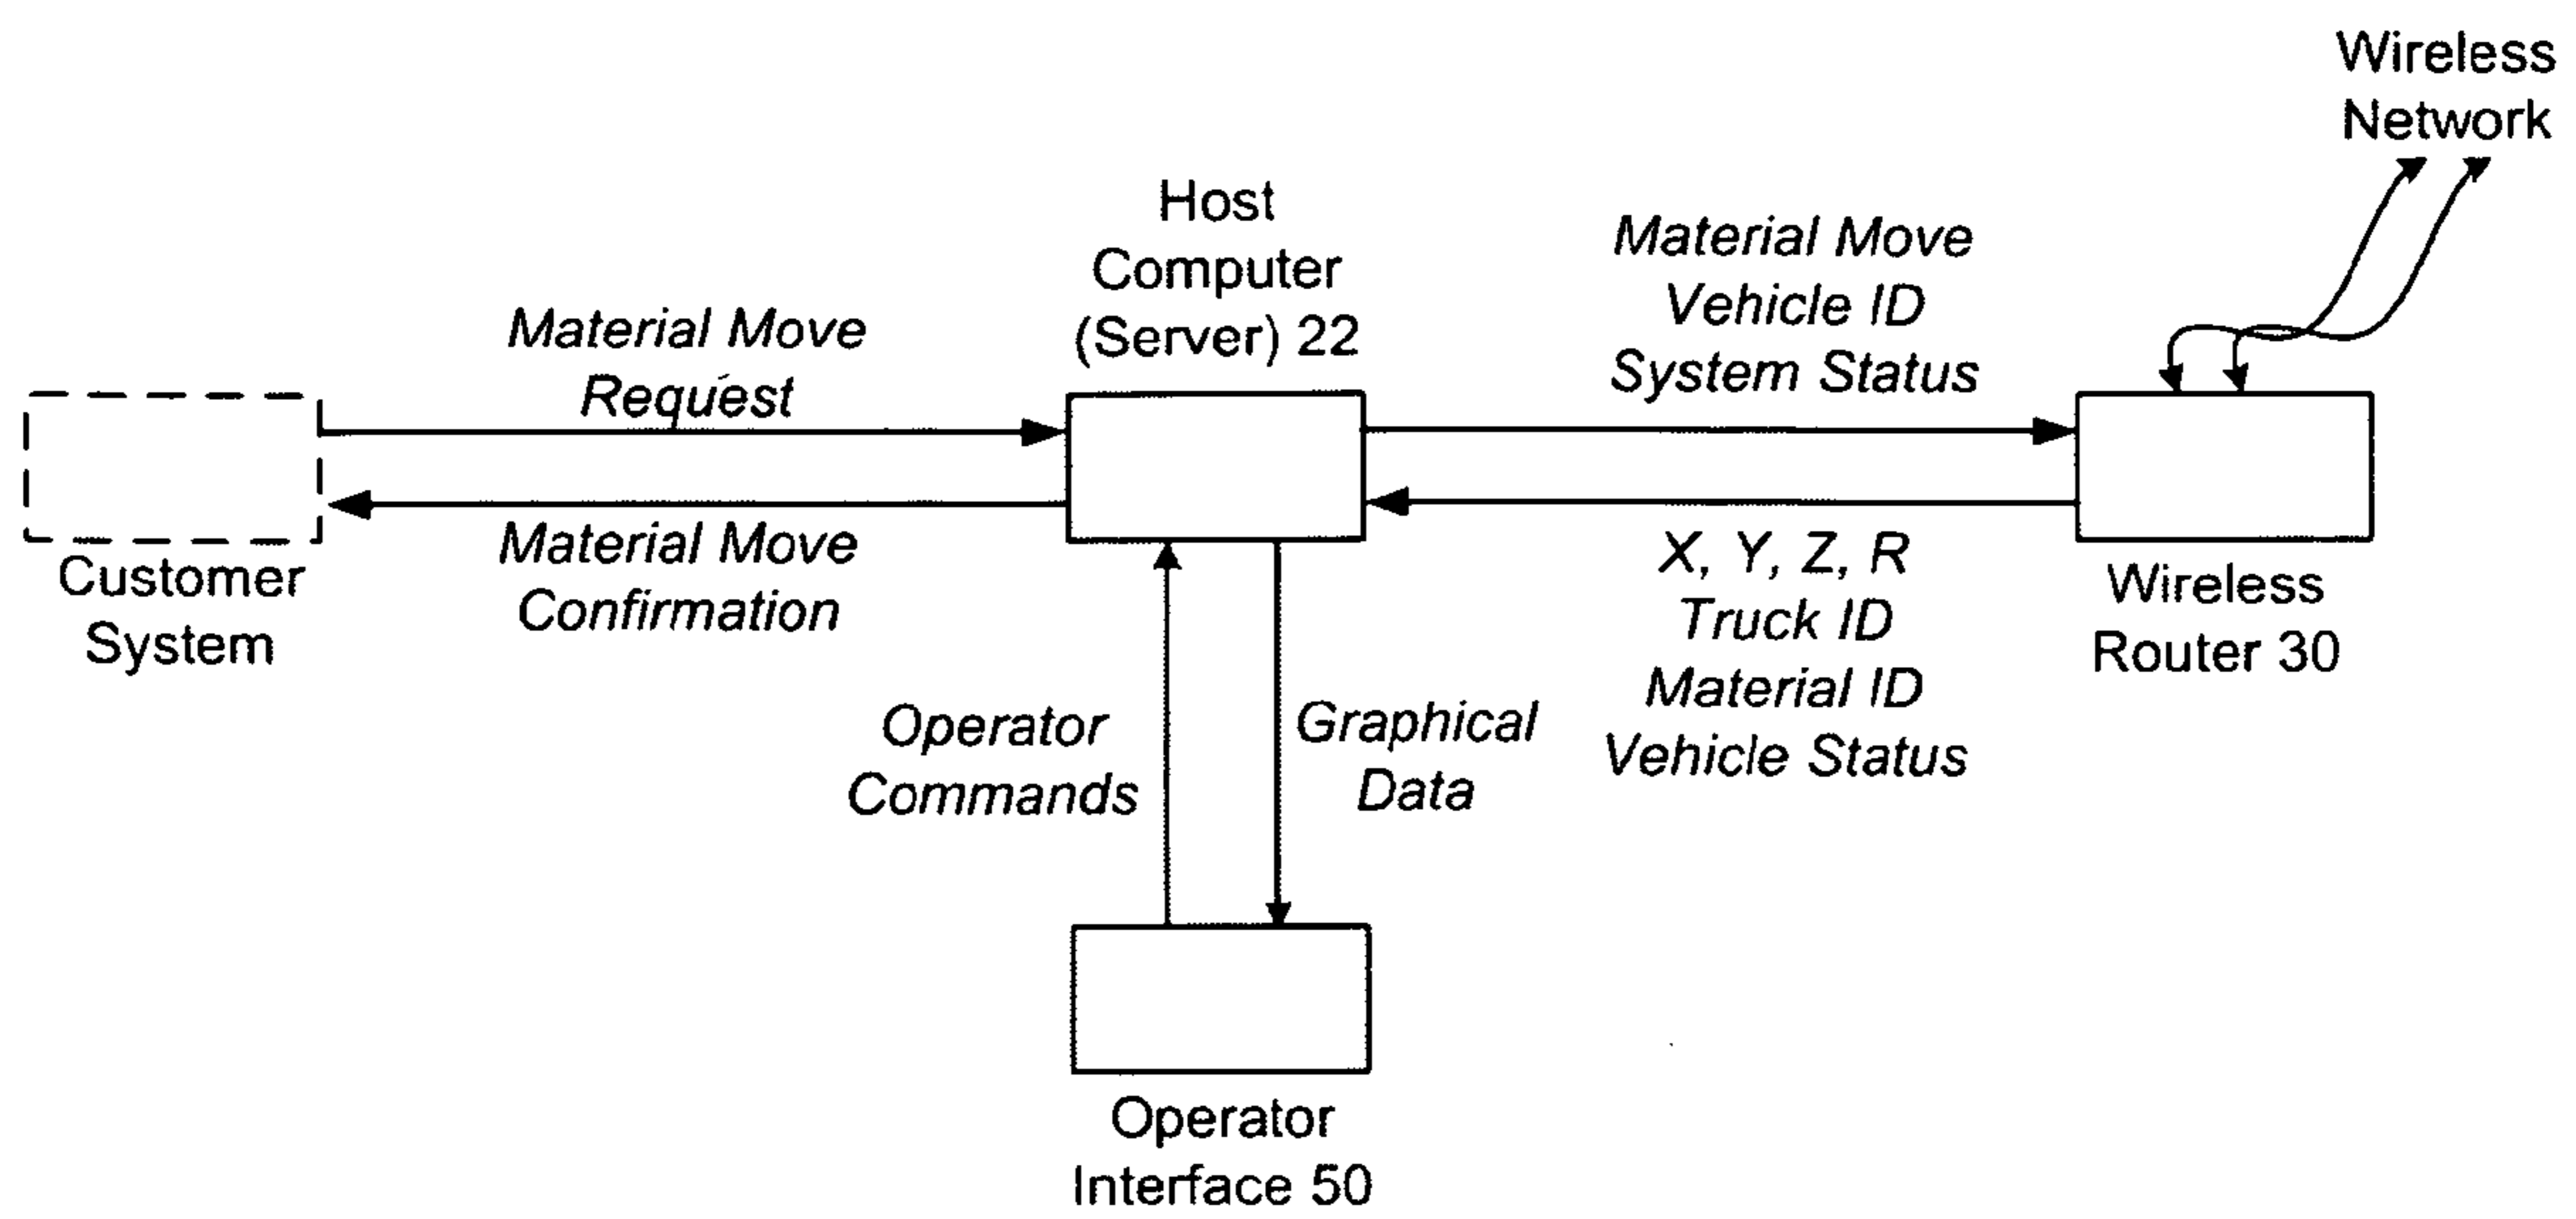 Wireless
Network
Host
Computer
(Server) 22
Material Move
Vehicle ID
System Status
Material Move
Request
Customer
System
Material Move
Confirmation
X, Y, Z, R
Truck ID
Material ID
Vehicle Status
Wireless
Router 30
Operator
Commands
Graphical
Data
Operator
Interface 50